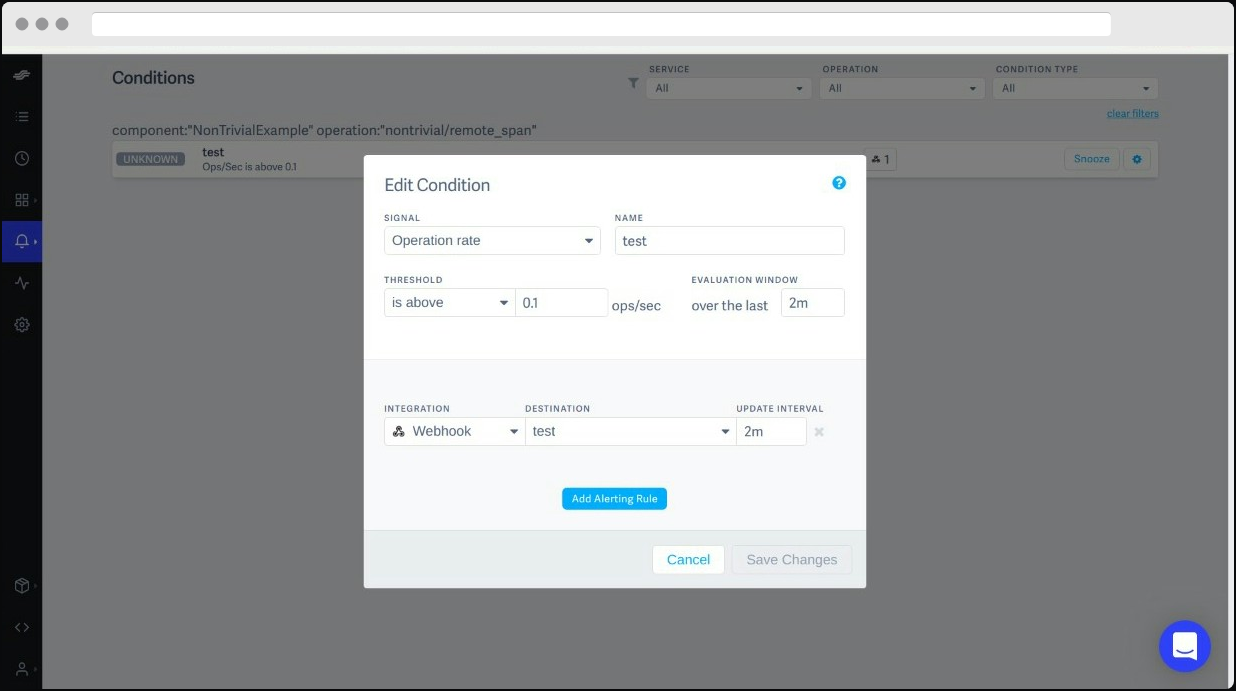 Conditions
SERVICE OPERATION CONDITION TYPE
All All All
clear filters
component:"NonTrivialExample" operation:"nontrivial/remote_span"
UNKNOWN test
Ops/Sec is above 0.1
1 Snooze
Edit Condition ?
SIGNAL NAME
Operation rate test
THRESHOLD EVALUATION WINDOW
is above 0.1 ops/sec over the last 2m
INTEGRATION DESTINATION UPDATE INTERVAL
Webhook test 2m
Add Alerting Rule
Cancel Save Changes